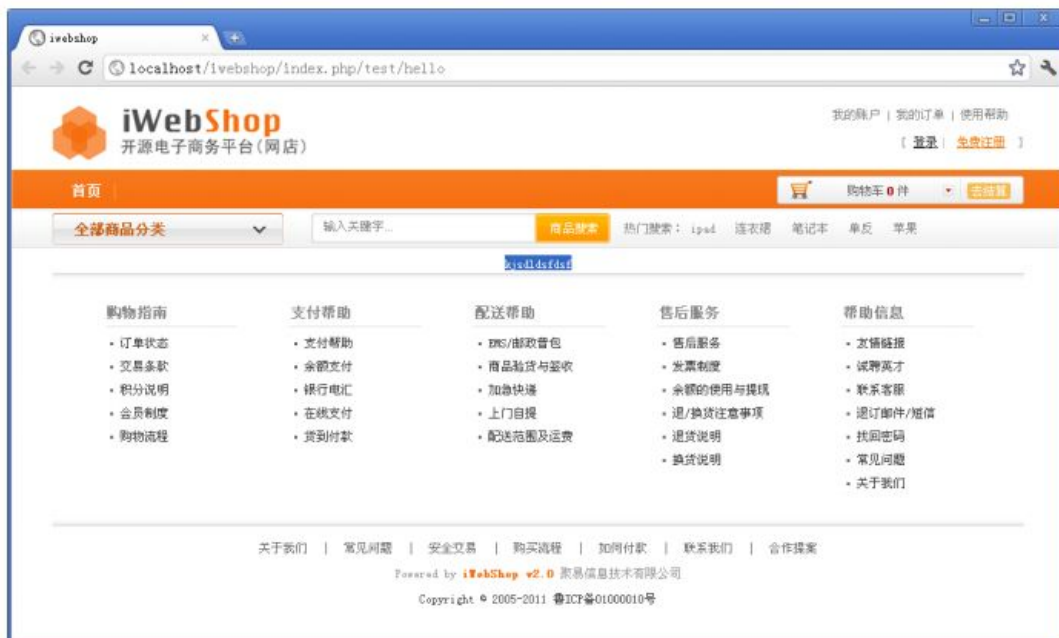 iwebshop
localhost/iwebshop/index.php/test/hello
iWebShop
开源电子商务平台(网店)
我的账户 | 我的订单 | 使用帮助
[ 登录 | 免费注册 ]
首页
购物车 0 件 去结算
全部商品分类 输入关键字... 商品搜索 热门搜索: ipad 连衣裙 笔记本 单反 苹果
kjsdldsfdsf
购物指南
• 订单状态
• 交易条款
• 积分说明
• 会员制度
• 购物流程
支付帮助
• 支付帮助
• 余额支付
• 银行电汇
• 在线支付
• 货到付款
配送帮助
• EMS/邮政普包
• 商品验货与签收
• 加急快递
• 上门自提
• 配送范围及运费
售后服务
• 售后服务
• 发票制度
• 余额的使用与提现
• 退/换货注意事项
• 退货说明
• 换货说明
帮助信息
• 友情链接
• 诚聘英才
• 联系客服
• 退订邮件/短信
• 找回密码
• 常见问题
• 关于我们
关于我们 | 常见问题 | 安全交易 | 购买流程 | 如何付款 | 联系我们 | 合作提案
Powered by iWebShop v2.0 聚易信息技术有限公司
Copyright © 2005-2011 鲁ICP备01000010号